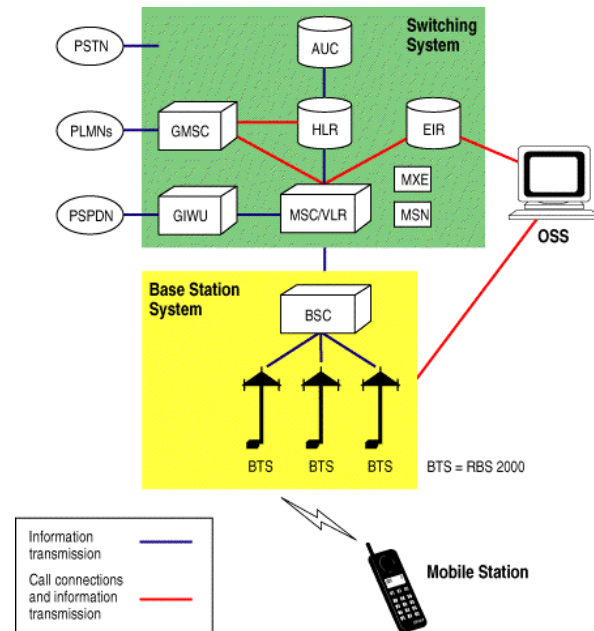 Switching
System
PSTN
AUC
PLMNs
GMSC
HLR
EIR
MXE
PSPDN
GIWU
MSC/VLR
MSN
OSS
Base Station
System
BSC
BTS
BTS
BTS
BTS = RBS 2000
Information
transmission
Call connections
and information
transmission
Mobile Station